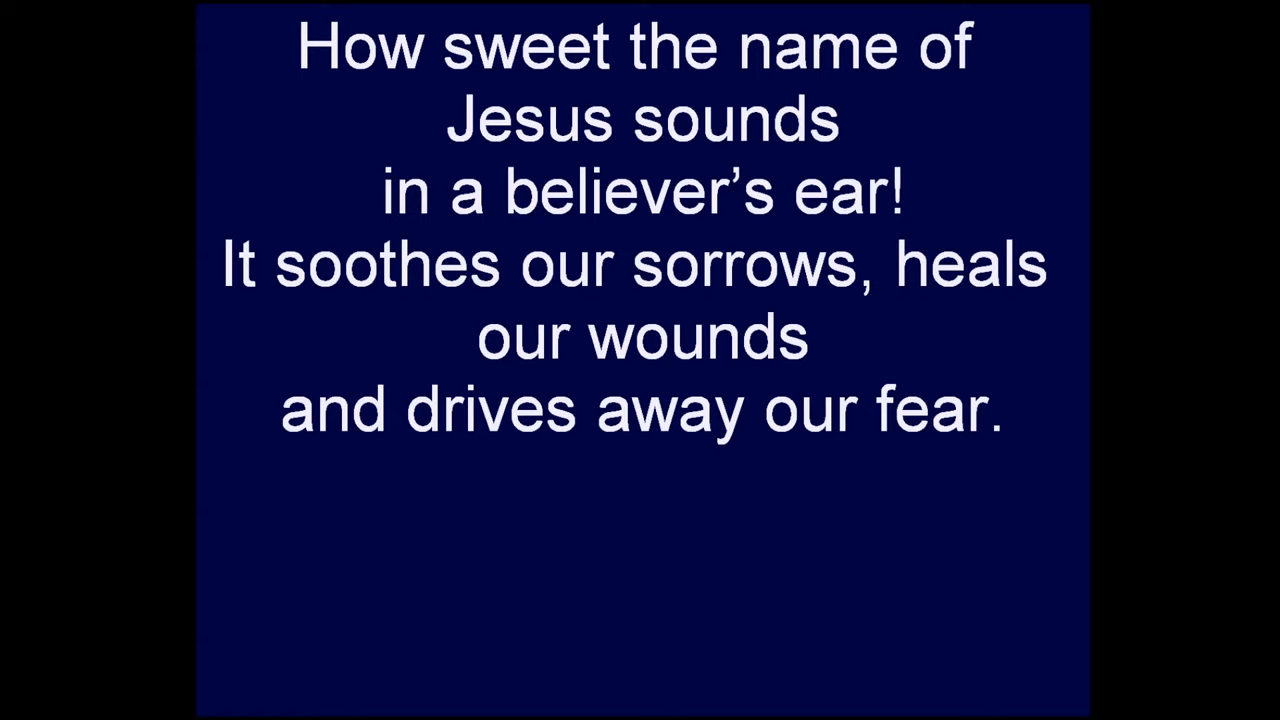 How sweet the name of
Jesus sounds
in a believer’s ear!
It soothes our sorrows, heals
our wounds
and drives away our fear.